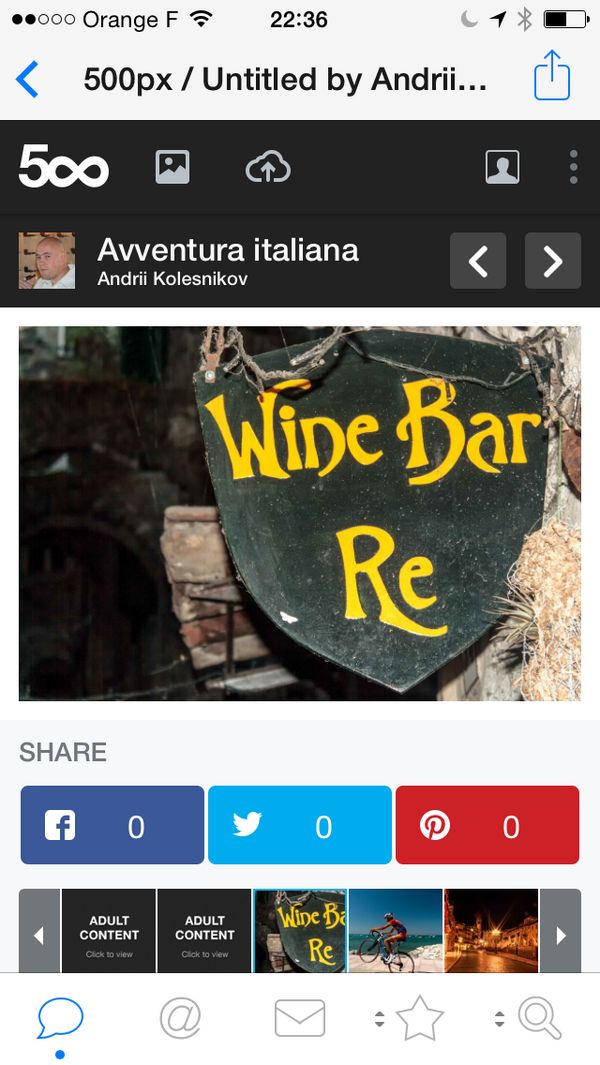 Orange F 22:36
500px / Untitled by Andrii...
500
Avventura italiana
Andrii Kolesnikov
Wine Bar
Re
SHARE
0 0 0
ADULT CONTENT
Click to view
ADULT CONTENT
Click to view
Wine Ba
Re